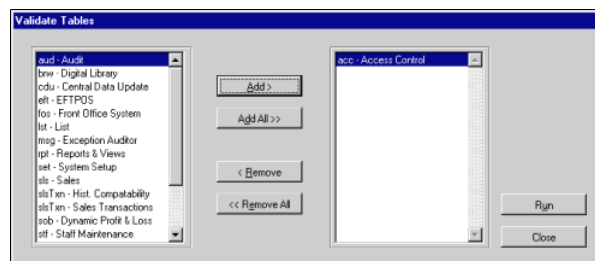 Validate Tables
aud - Audit
brw - Digital Library
cdu - Central Data Update
eft - EFTPOS
fos - Front Office System
lst - List
msg - Exception Auditor
rpt - Reports & Views
set - System Setup
sls - Sales
slsTxn - Hist. Compatability
slsTxn - Sales Transactions
sob - Dynamic Profit & Loss
stf - Staff Maintenance
Add >
Add All >>
< Remove
<< Remove All
acc - Access Control
Run
Close